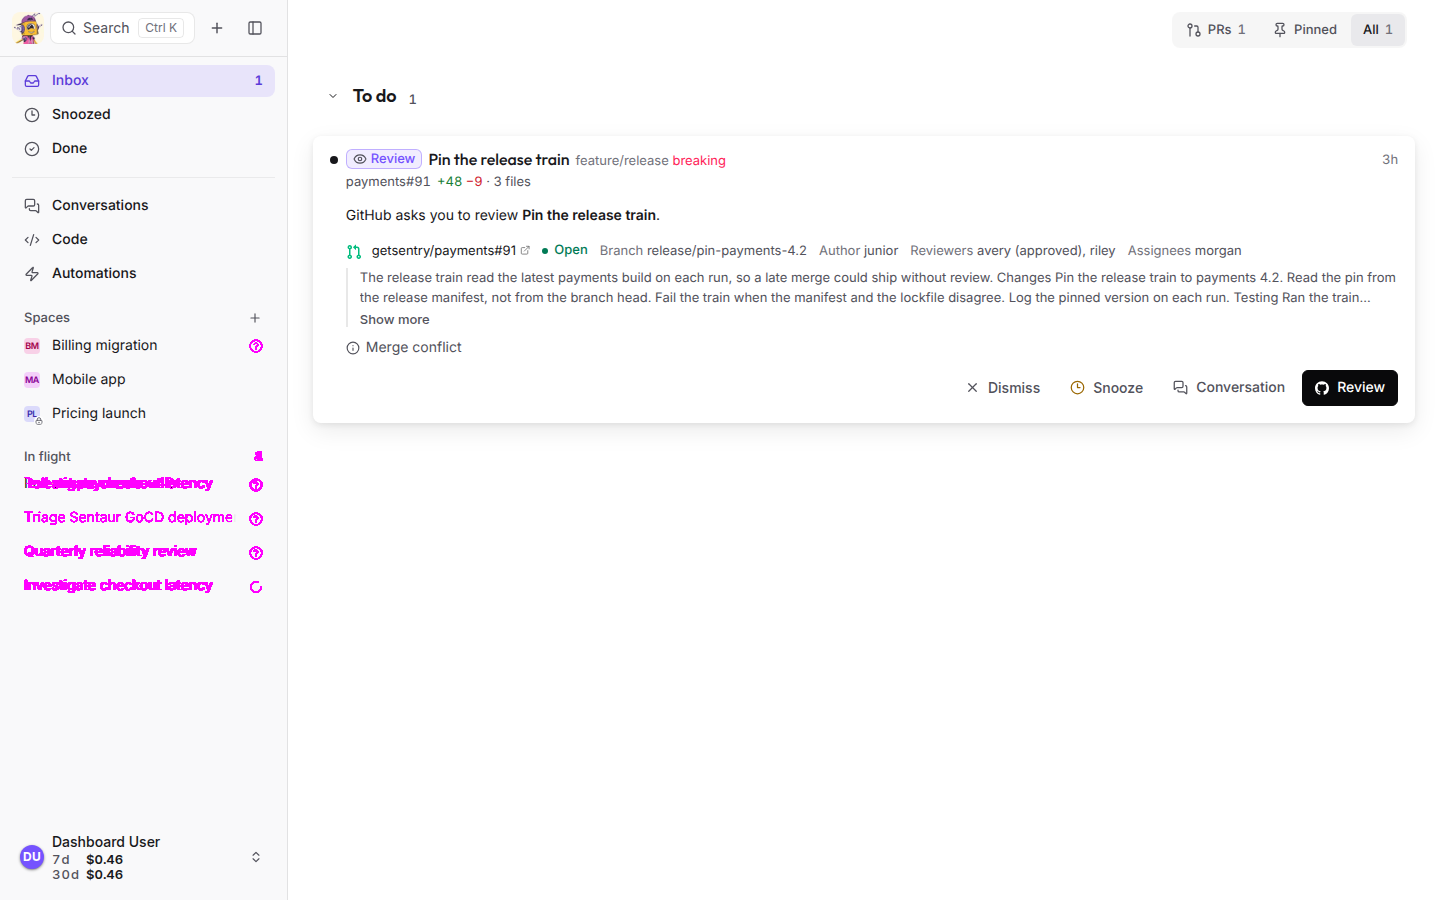 Search Ctrl K
PRs 1 Pinned All 1
Inbox 1
Snoozed
Done
Conversations
Code
Automations
Spaces
BM Billing migration
MA Mobile app
PL Pricing launch
In flight
Triage Sentaur GoCD deployme
Quarterly reliability review
Investigate checkout latency
DU Dashboard User
7d $0.46
30d $0.46
To do 1
Review Pin the release train feature/release breaking 3h
payments#91 +48 −9 · 3 files
GitHub asks you to review Pin the release train.
getsentry/payments#91 Open Branch release/pin-payments-4.2 Author junior Reviewers avery (approved), riley Assignees morgan
The release train read the latest payments build on each run, so a late merge could ship without review. Changes Pin the release train to payments 4.2. Read the pin from
the release manifest, not from the branch head. Fail the train when the manifest and the lockfile disagree. Log the pinned version on each run. Testing Ran the train...
Show more
Merge conflict
Dismiss Snooze Conversation Review